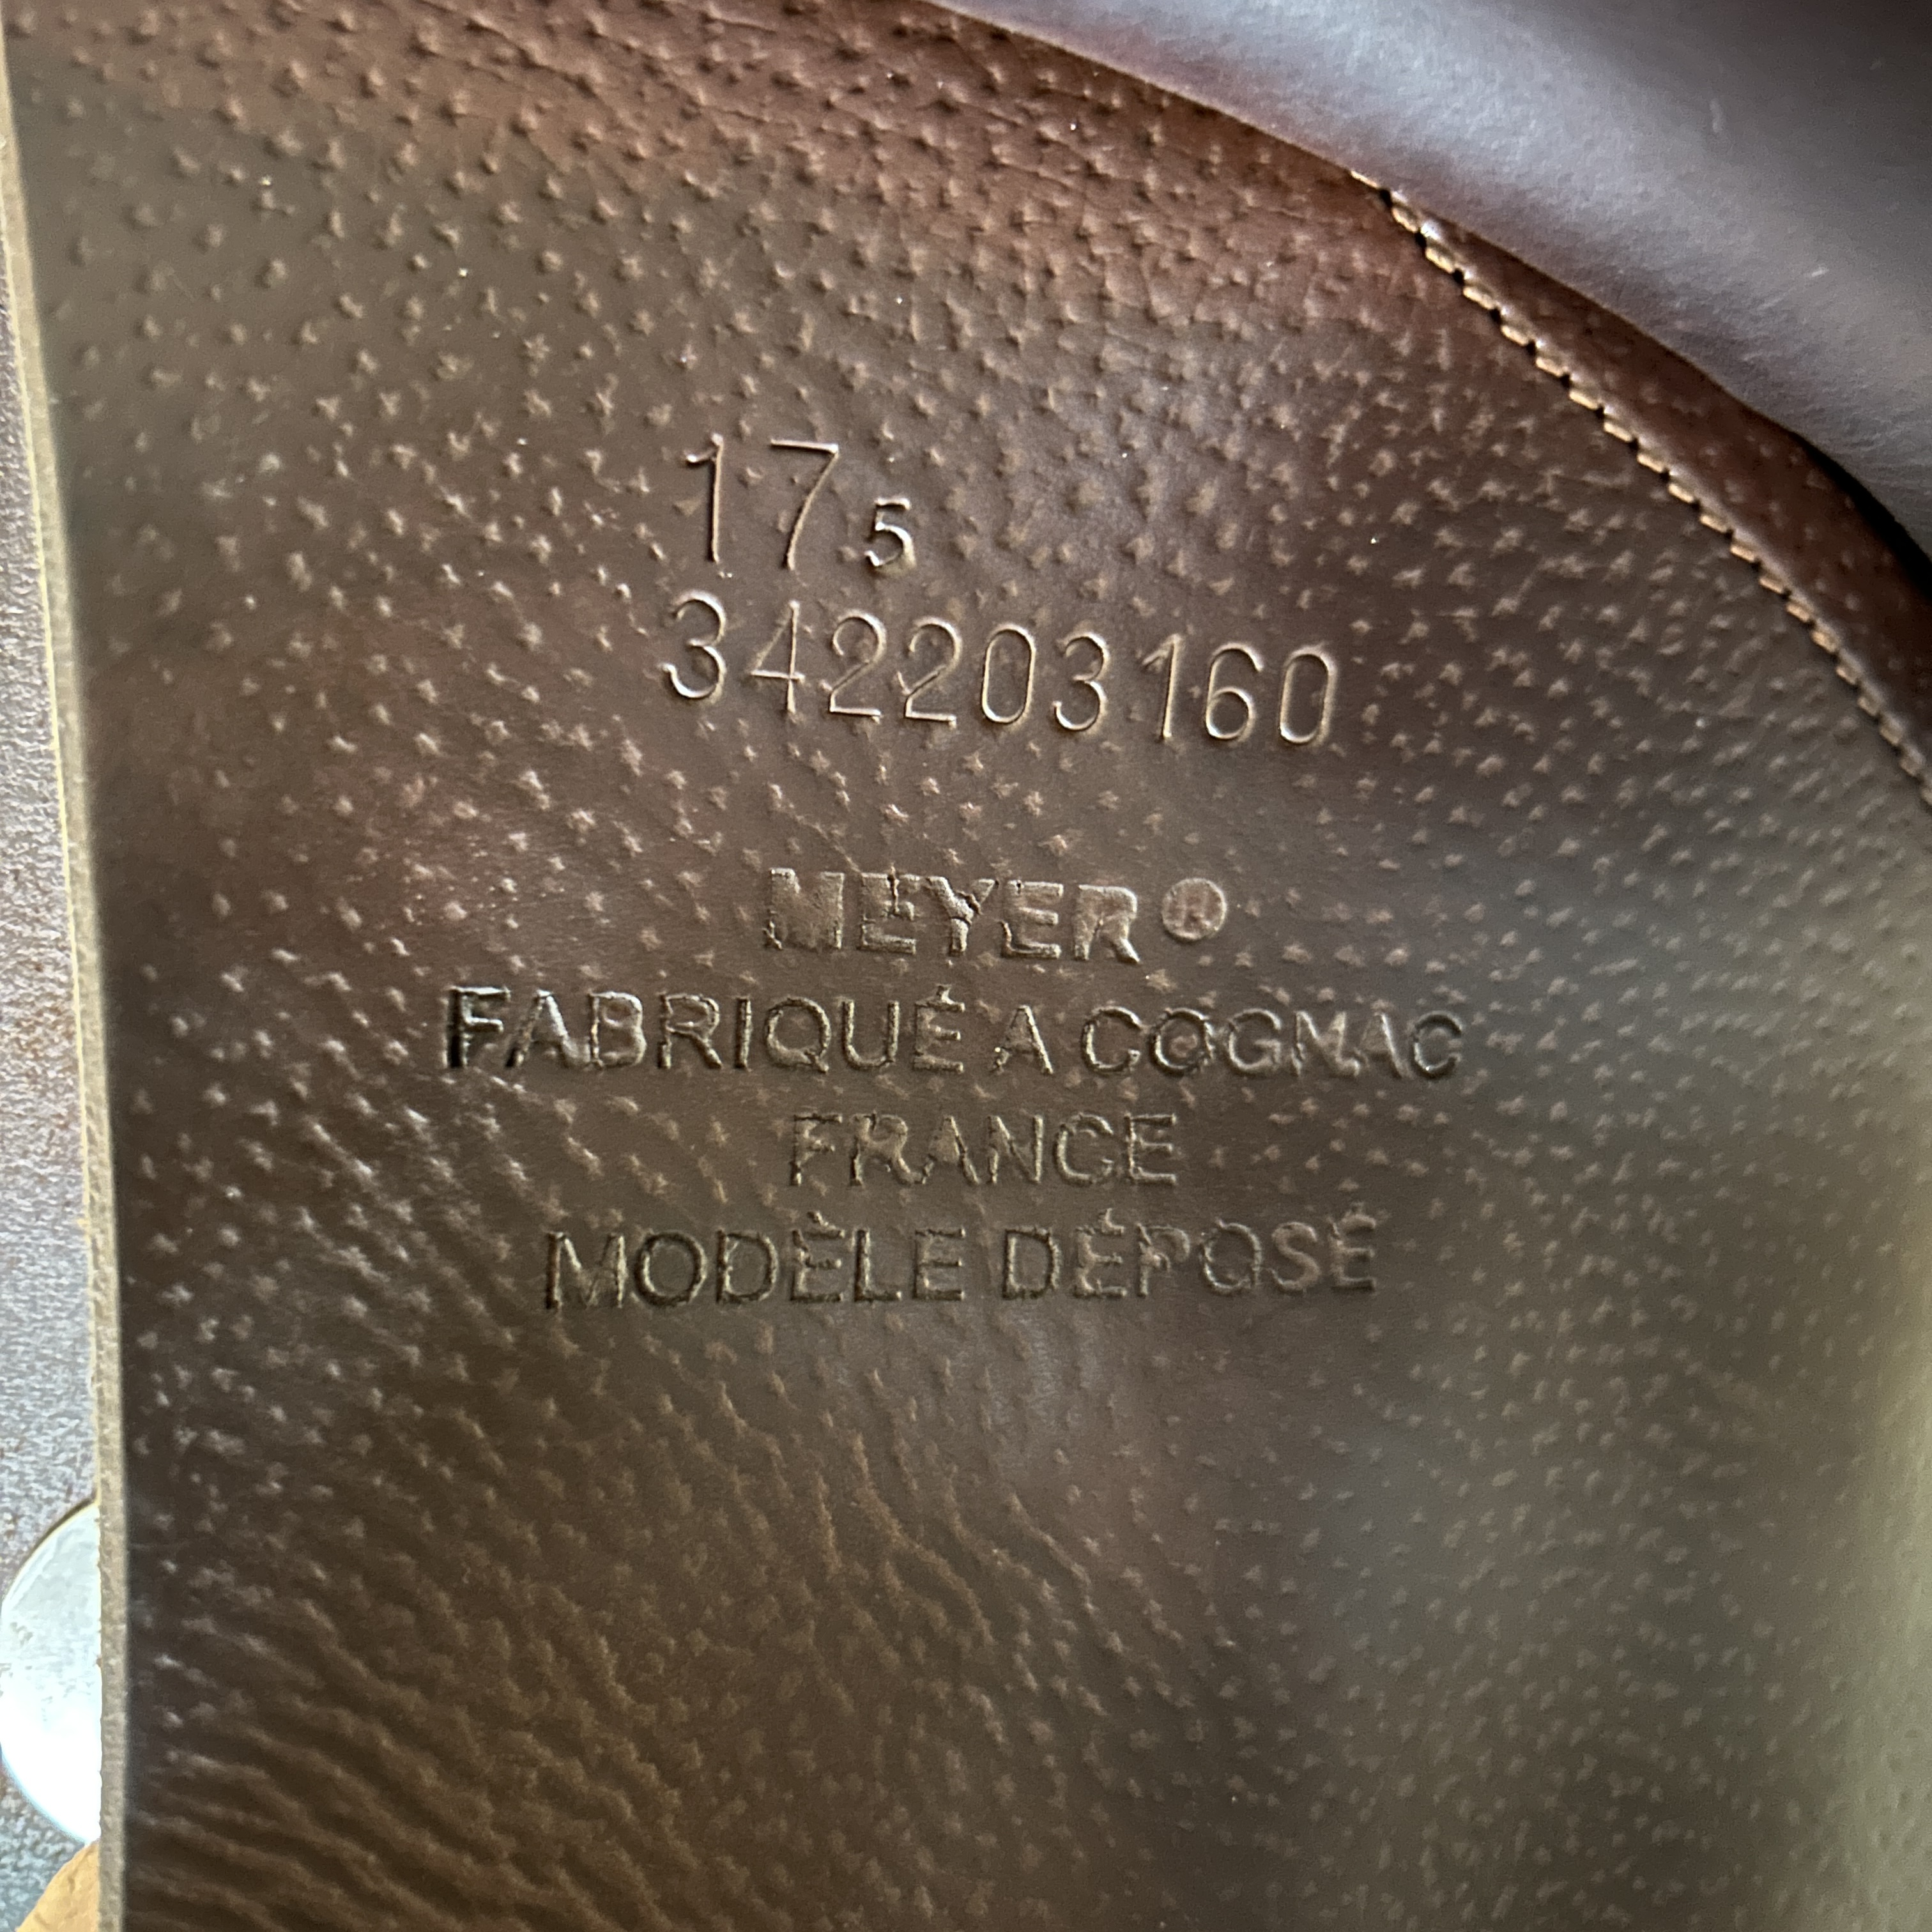 17 5
342203160
MEYER®
FABRIQUÉ A COGNAC
FRANCE
MODÈLE DÉPOSÉ